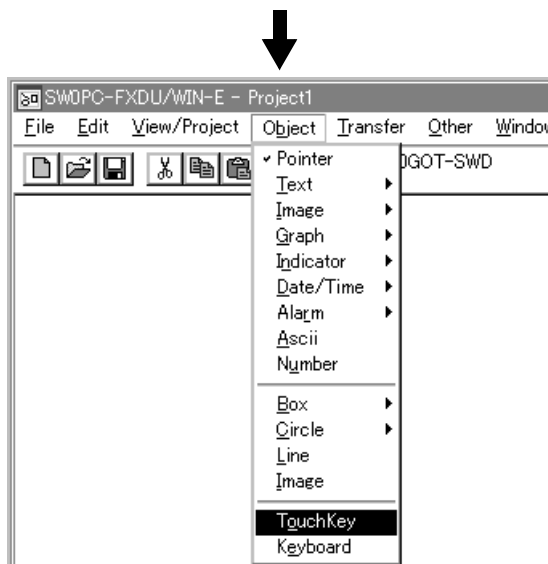 SW0PC-FXDU/WIN-E - Project1
File Edit View/Project Object Transfer Other Window
Pointer
Text
Image
Graph
Indicator
Date/Time
Alarm
Ascii
Number
Box
Circle
Line
Image
TouchKey
Keyboard
0GOT-SWD